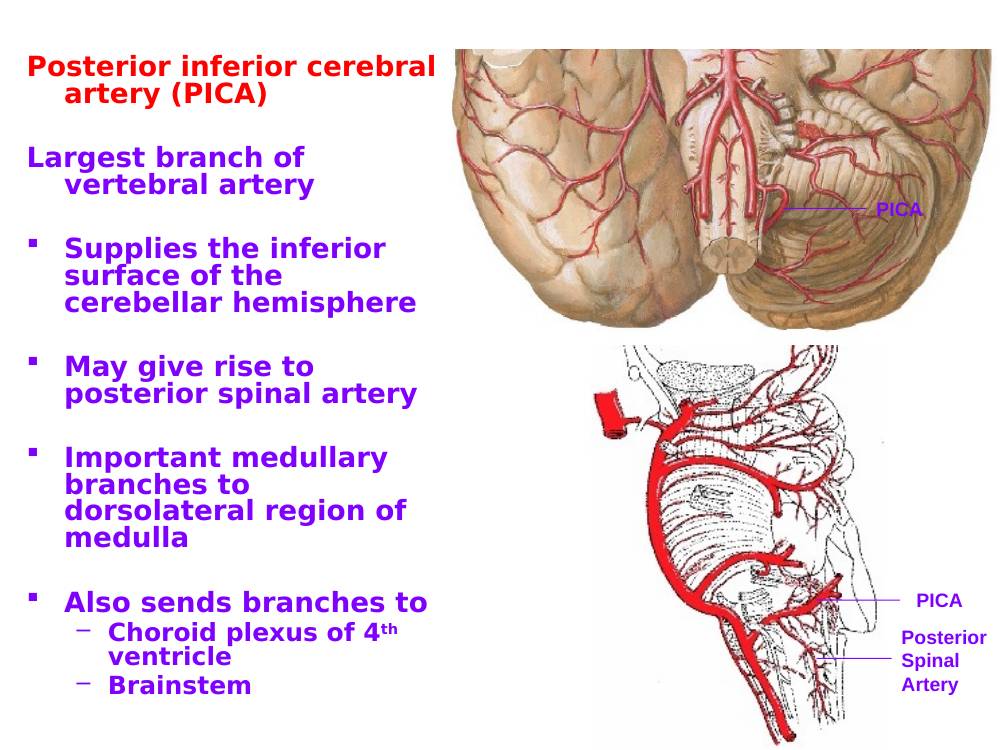 Posterior inferior cerebral
artery (PICA)
Largest branch of
vertebral artery
▪ Supplies the inferior
surface of the
cerebellar hemisphere
▪ May give rise to
posterior spinal artery
▪ Important medullary
branches to
dorsolateral region of
medulla
▪ Also sends branches to
– Choroid plexus of 4th
ventricle
– Brainstem
PICA
PICA
Posterior
Spinal
Artery